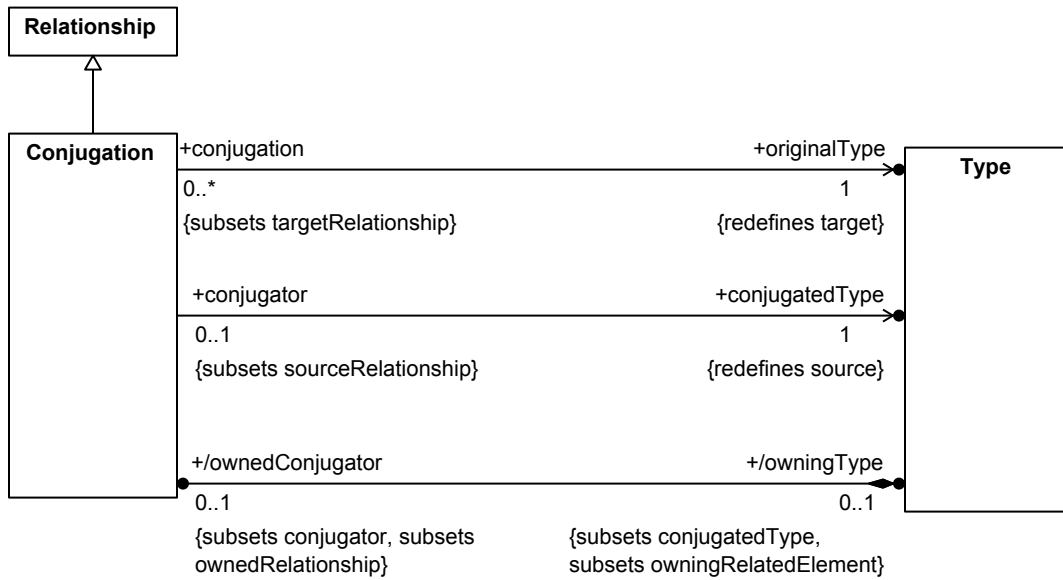 Relationship
Conjugation
Type
+conjugation
+originalType
0..*
1
{subsets targetRelationship}
{redefines target}
+conjugator
+conjugatedType
0..1
1
{subsets sourceRelationship}
{redefines source}
+/ownedConjugator
+/owningType
0..1
0..1
{subsets conjugator, subsets
ownedRelationship}
{subsets conjugatedType,
subsets owningRelatedElement}